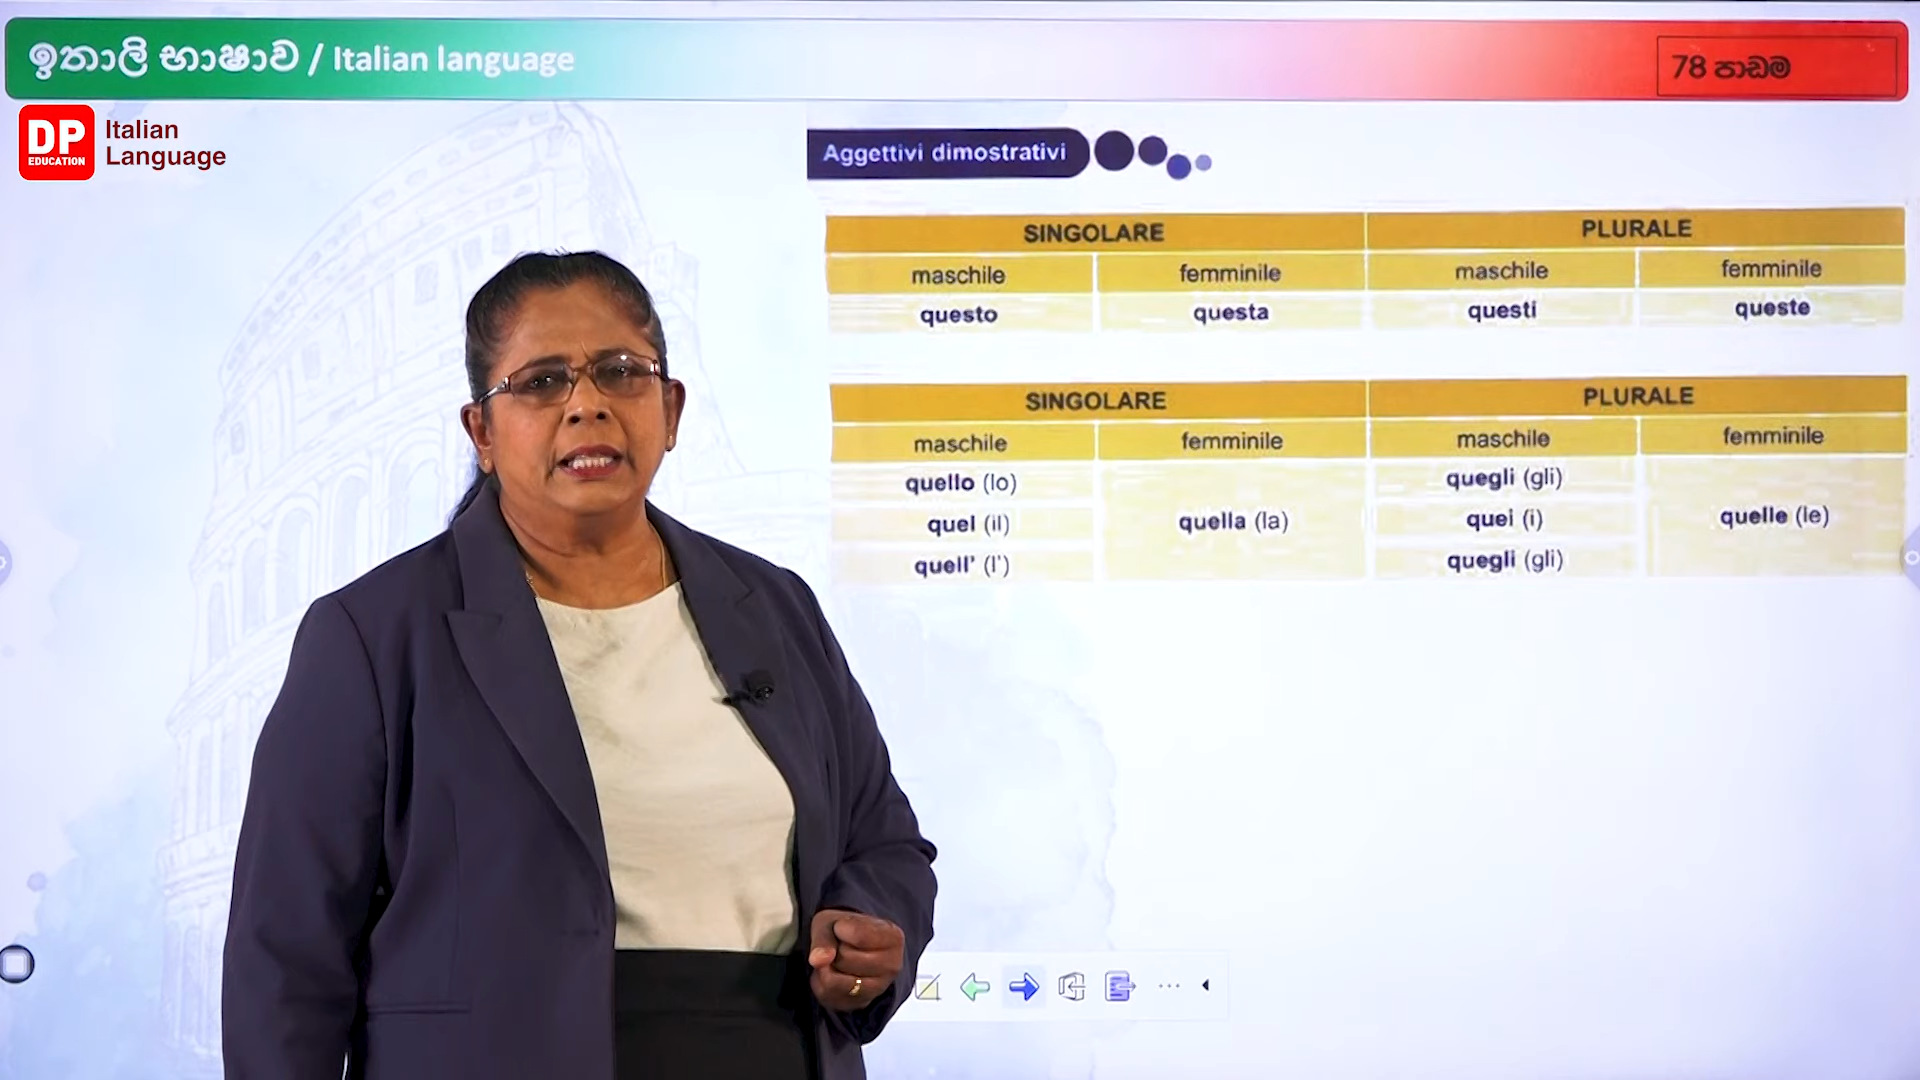 ඉතාලි භාෂාව / Italian language
78 පාඩම
DP
EDUCATION
Italian
Language
Aggettivi dimostrativi
SINGOLARE PLURALE
maschile femminile maschile femminile
questo questa questi queste
SINGOLARE PLURALE
maschile femminile maschile femminile
quello (lo) quegli (gli)
quel (il) quella (la) quei (i) quelle (le)
quell' (l') quegli (gli)